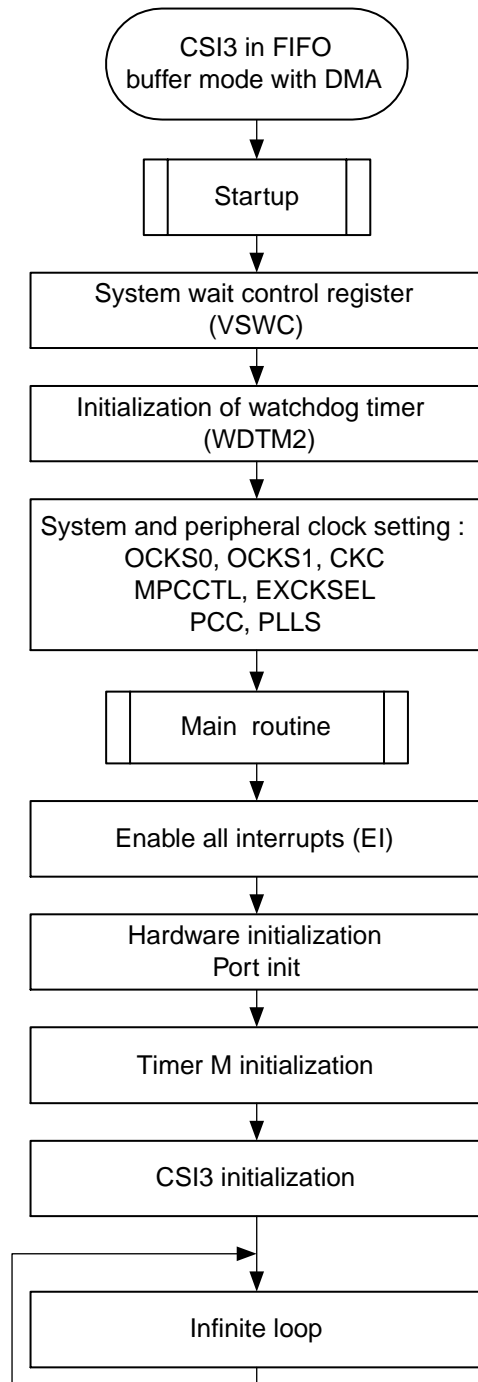 CSI3 in FIFO
buffer mode with DMA
Startup
System wait control register
(VSWC)
Initialization of watchdog timer
(WDTM2)
System and peripheral clock setting :
OCKS0, OCKS1, CKC
MPCCTL, EXCKSEL
PCC, PLLS
Main routine
Enable all interrupts (EI)
Hardware initialization
Port init
Timer M initialization
CSI3 initialization
Infinite loop